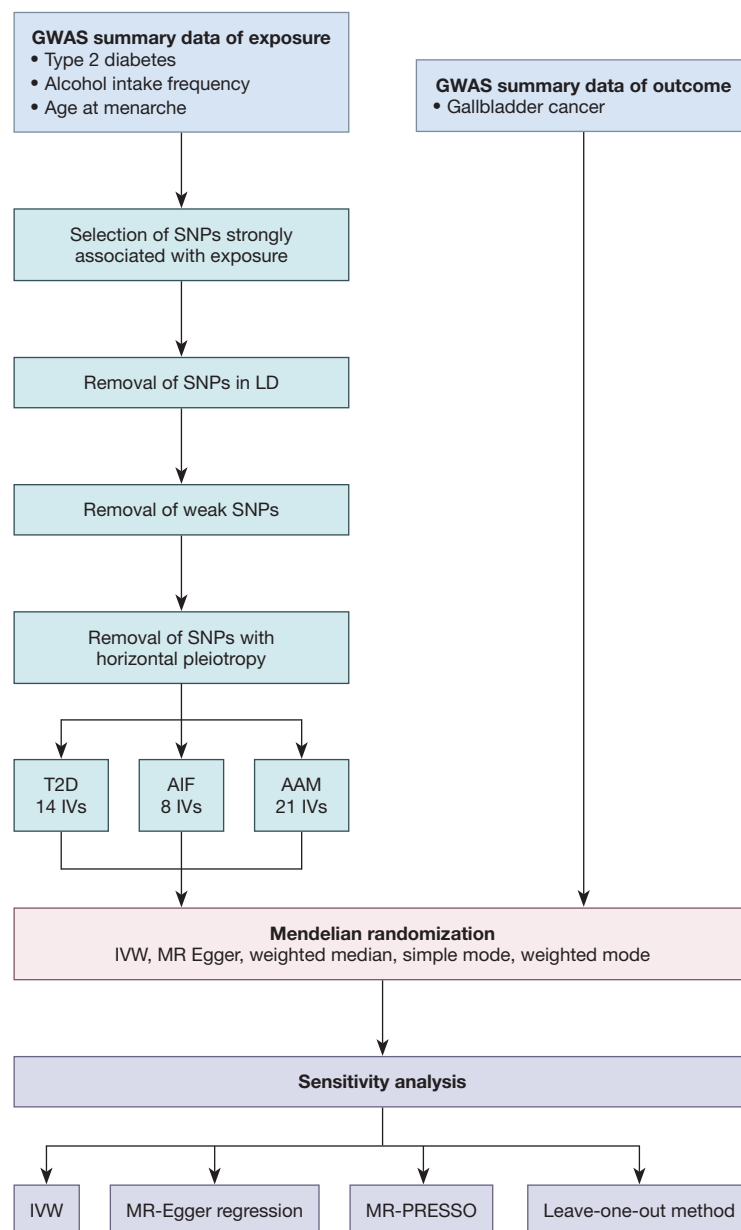 GWAS summary data of exposure
• Type 2 diabetes
• Alcohol intake frequency
• Age at menarche
GWAS summary data of outcome
• Gallbladder cancer
Selection of SNPs strongly
associated with exposure
Removal of SNPs in LD
Removal of weak SNPs
Removal of SNPs with
horizontal pleiotropy
T2D
14 IVs
AIF
8 IVs
AAM
21 IVs
Mendelian randomization
IVW, MR Egger, weighted median, simple mode, weighted mode
Sensitivity analysis
IVW
MR-Egger regression
MR-PRESSO
Leave-one-out method